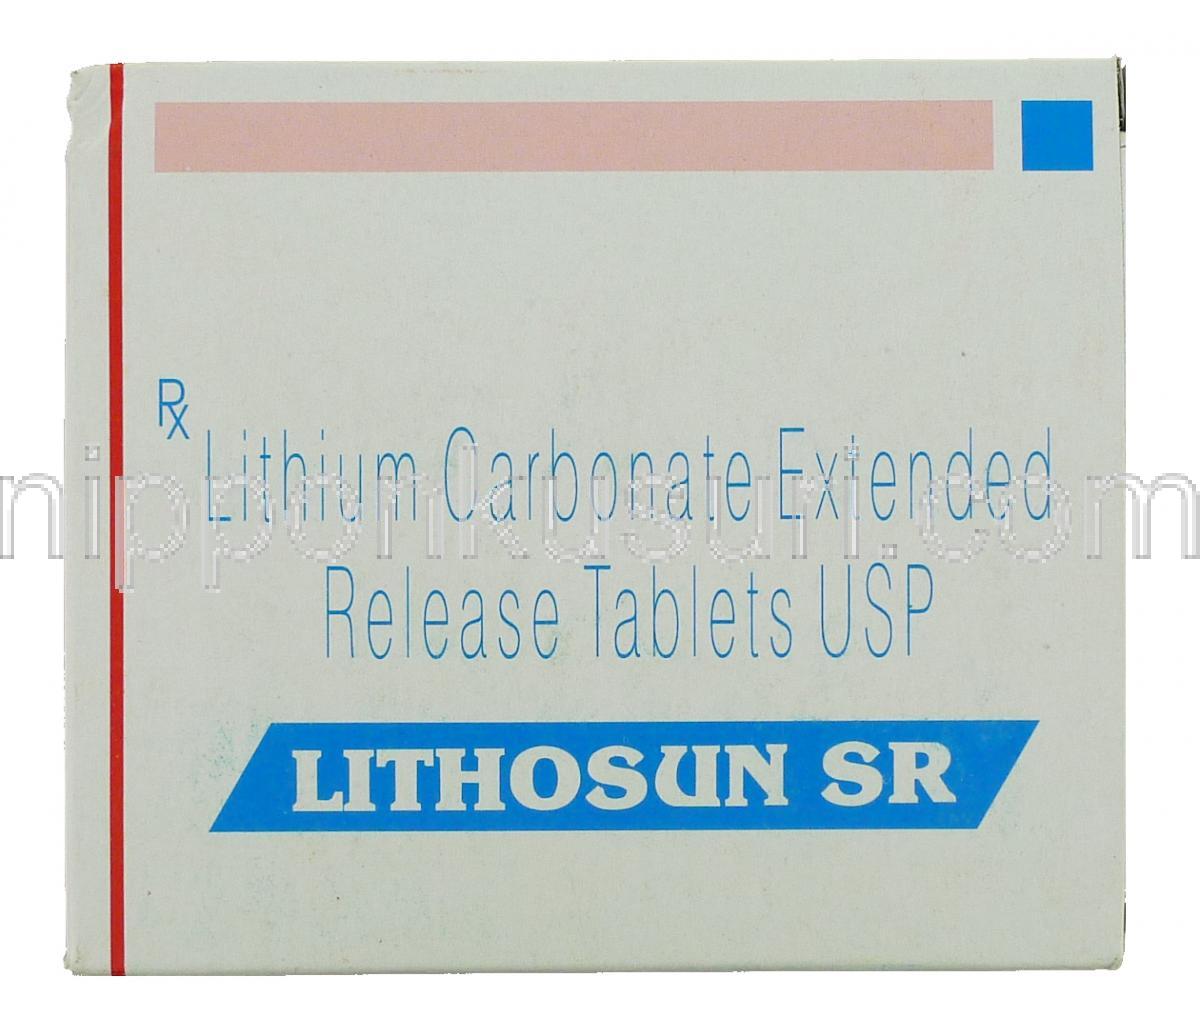 Rx
Lithium Carbonate Extended
nipponkusuri.com
Release Tablets USP
LITHOSUN SR